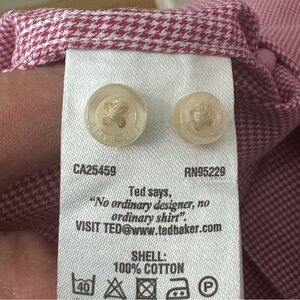 CA25459 RN95229
Ted says,
"No ordinary designer, no
ordinary shirt".
VISIT TED@www.tedbaker.com
SHELL:
100% COTTON
40
P